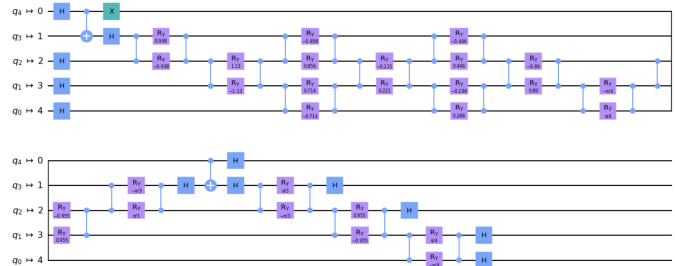 q4 ↦ 0 H X
q3 ↦ 1 H RY 0.938 RY −0.856 RY −0.446
q2 ↦ 2 H RY −0.938 RY 1.13 RY 0.856 RY −0.221 RY 0.446 RY −0.89
q1 ↦ 3 H RY −1.13 RY 0.714 RY 0.221 RY −0.286 RY 0.89 RY −π/4
q0 ↦ 4 H RY −0.714 RY 0.286 RY π/4
q4 ↦ 0 H
q3 ↦ 1 RY −π/3 H H RY π/3 H
q2 ↦ 2 RY −0.955 RY π/3 RY −π/3 RY 0.955 H
q1 ↦ 3 RY 0.955 RY −0.955 RY π/4 H
q0 ↦ 4 RY −π/4 H